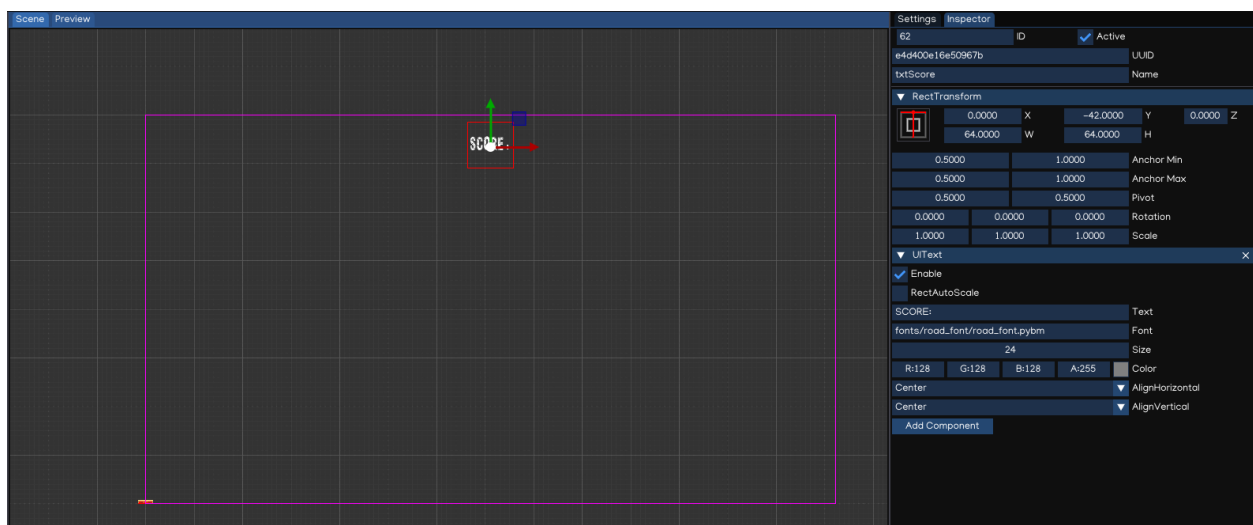 Scene Preview
SCORE:
Settings Inspector
62 ID Active
e4d400e16e50967b UUID
txtScore Name
RectTransform
0.0000 X -42.0000 Y 0.0000 Z
64.0000 W 64.0000 H
0.5000 1.0000 Anchor Min
0.5000 1.0000 Anchor Max
0.5000 0.5000 Pivot
0.0000 0.0000 0.0000 Rotation
1.0000 1.0000 1.0000 Scale
UIText
Enable
RectAutoScale
SCORE: Text
fonts/road_font/road_font.pybm Font
24 Size
R:128 G:128 B:128 A:255 Color
Center AlignHorizontal
Center AlignVertical
Add Component